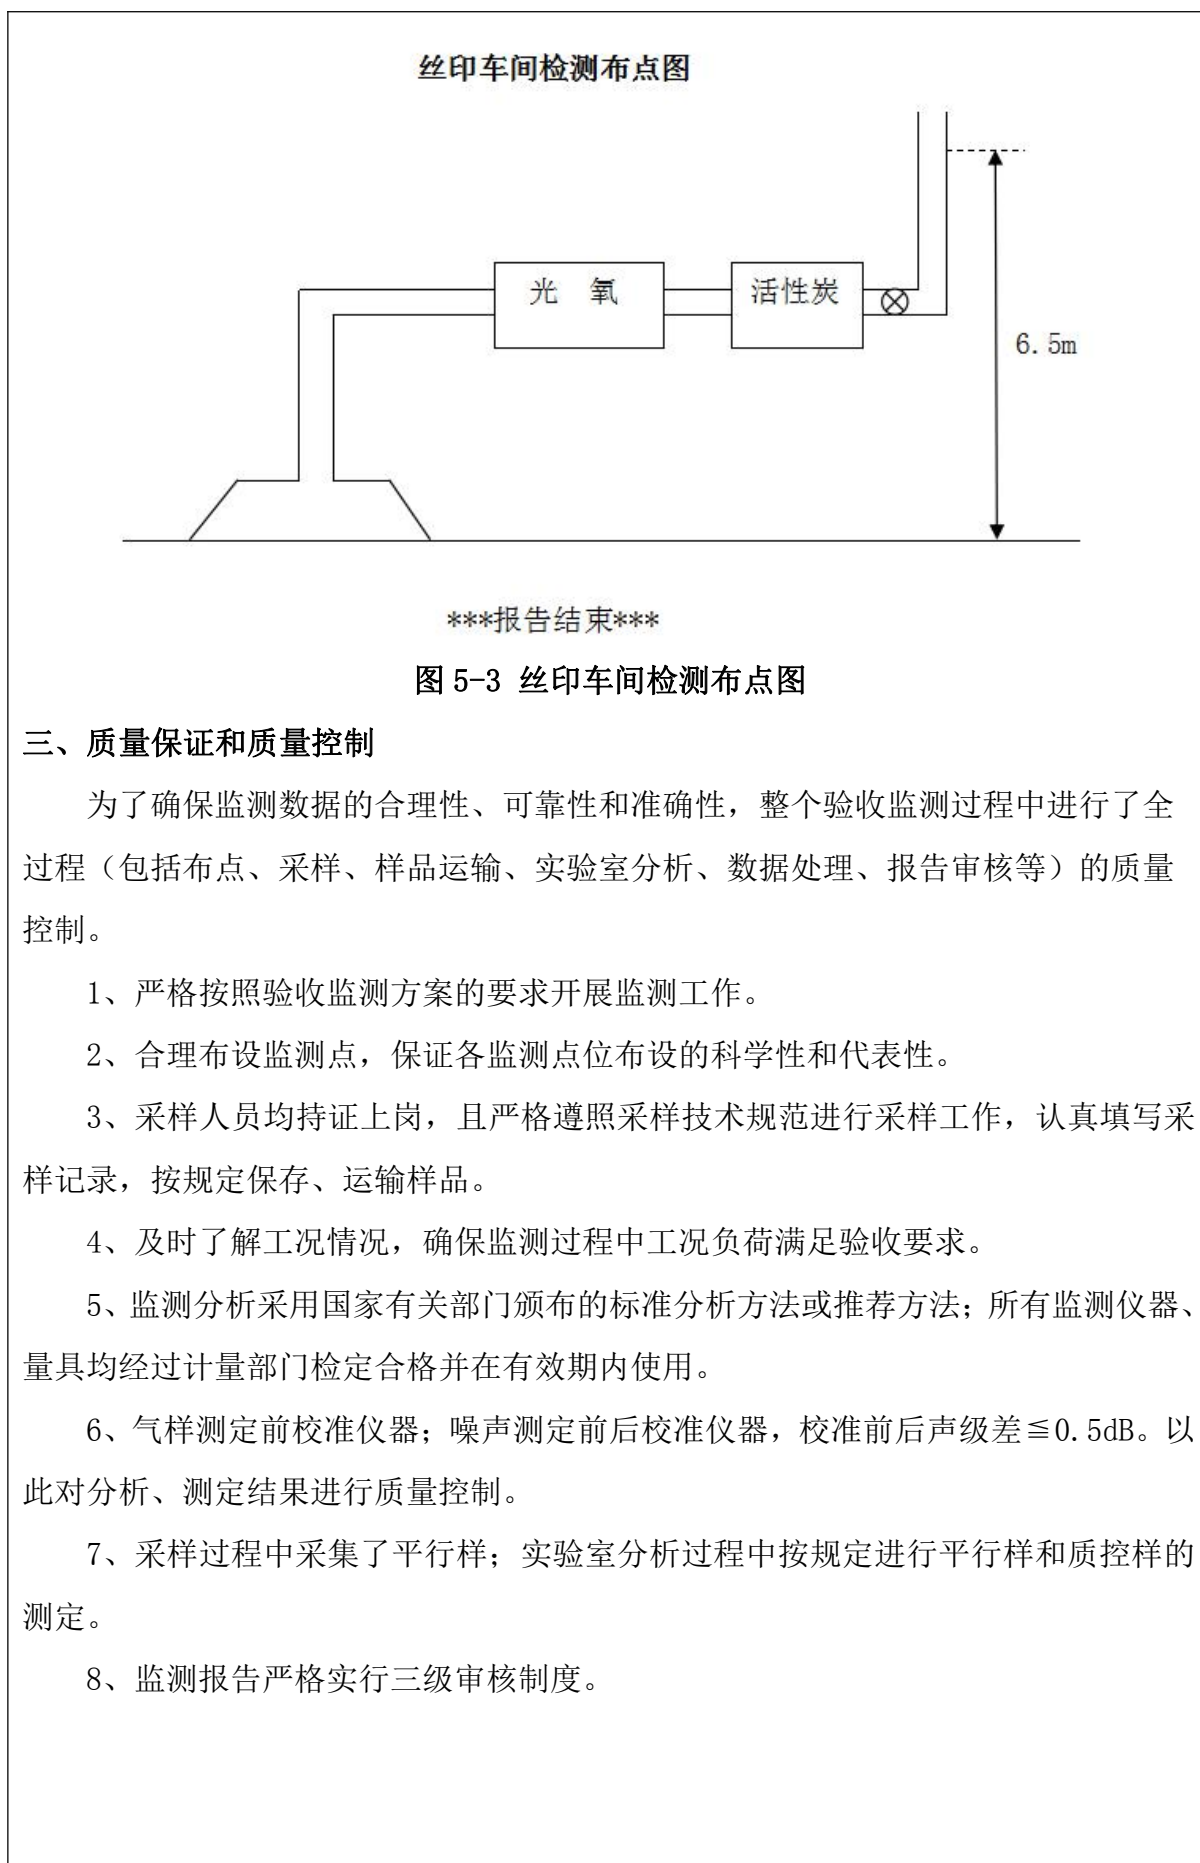 丝印车间检测布点图
光 氧
活性炭
6.5m
***报告结束***
图 5-3 丝印车间检测布点图
三、质量保证和质量控制
为了确保监测数据的合理性、可靠性和准确性，整个验收监测过程中进行了全
过程（包括布点、采样、样品运输、实验室分析、数据处理、报告审核等）的质量
控制。
1、严格按照验收监测方案的要求开展监测工作。
2、合理布设监测点，保证各监测点位布设的科学性和代表性。
3、采样人员均持证上岗，且严格遵照采样技术规范进行采样工作，认真填写采
样记录，按规定保存、运输样品。
4、及时了解工况情况，确保监测过程中工况负荷满足验收要求。
5、监测分析采用国家有关部门颁布的标准分析方法或推荐方法；所有监测仪器、
量具均经过计量部门检定合格并在有效期内使用。
6、气样测定前校准仪器；噪声测定前后校准仪器，校准前后声级差≦0.5dB。以
此对分析、测定结果进行质量控制。
7、采样过程中采集了平行样；实验室分析过程中按规定进行平行样和质控样的
测定。
8、监测报告严格实行三级审核制度。